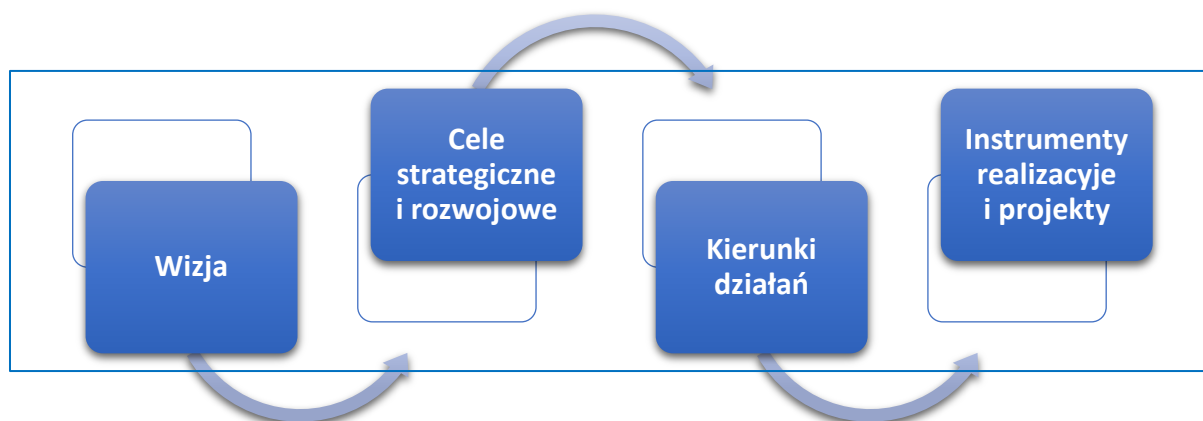 Wizja
Cele
strategiczne
i rozwojowe
Kierunki
działań
Instrumenty
realizacyje
i projekty